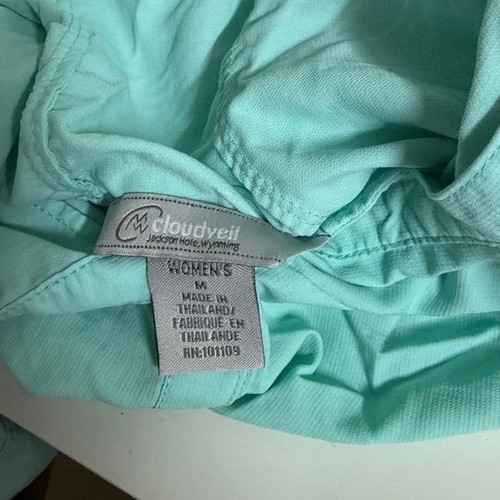 cloudveil
Jackson Hole, Wyoming
WOMEN'S
M
MADE IN
THAILAND/
FABRIQUÉ EN
THAILANDE
RN:101109